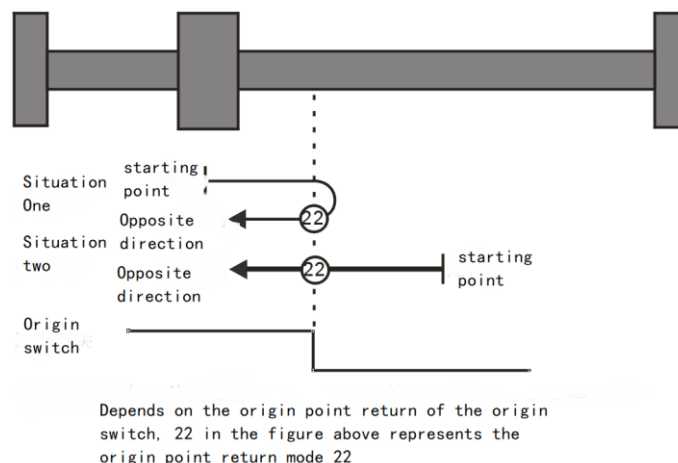 Situation
One
starting
point
Opposite
direction
22
Situation
two
Opposite
direction
22
starting
point
Origin
switch
Depends on the origin point return of the origin
switch, 22 in the figure above represents the
origin point return mode 22